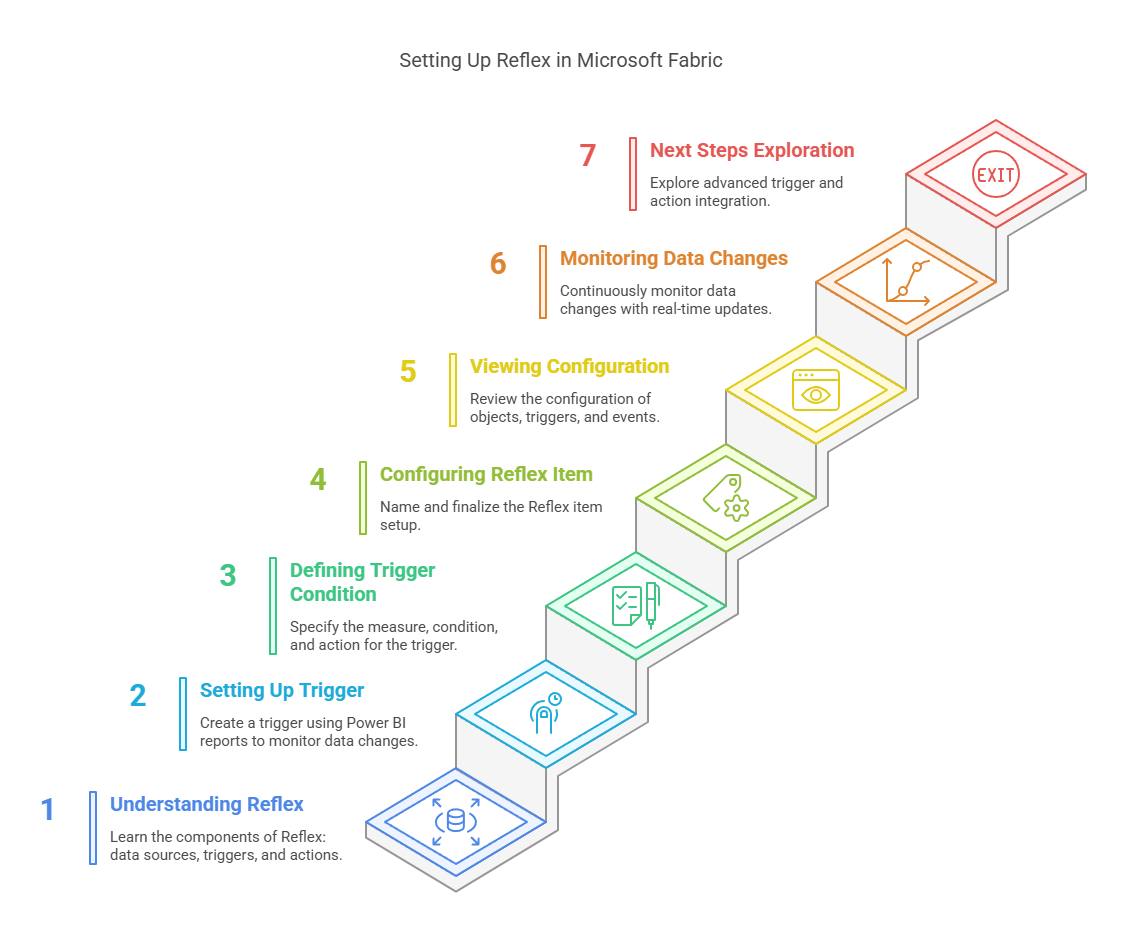 Setting Up Reflex in Microsoft Fabric
7
Next Steps Exploration
Explore advanced trigger and
action integration.
EXIT
6
Monitoring Data Changes
Continuously monitor data
changes with real-time updates.
5
Viewing Configuration
Review the configuration of
objects, triggers, and events.
4
Configuring Reflex Item
Name and finalize the Reflex item
setup.
3
Defining Trigger
Condition
Specify the measure, condition,
and action for the trigger.
2
Setting Up Trigger
Create a trigger using Power BI
reports to monitor data changes.
1
Understanding Reflex
Learn the components of Reflex:
data sources, triggers, and actions.